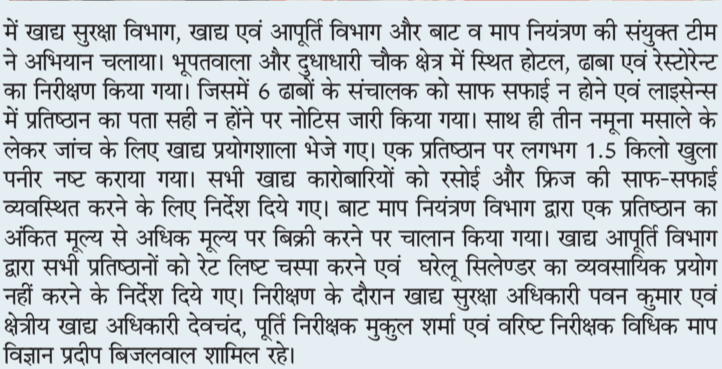 में खाद्य सुरक्षा विभाग, खाद्य एवं आपूर्ति विभाग और बाट व माप नियंत्रण की संयुक्त टीम
ने अभियान चलाया। भूपतवाला और दुधाधारी चौक क्षेत्र में स्थित होटल, ढाबा एवं रेस्टोरेन्ट
का निरीक्षण किया गया। जिसमें 6 ढाबों के संचालक को साफ सफाई न होने एवं लाइसेन्स
में प्रतिष्ठान का पता सही न होंने पर नोटिस जारी किया गया। साथ ही तीन नमूना मसाले के
लेकर जांच के लिए खाद्य प्रयोगशाला भेजे गए। एक प्रतिष्ठान पर लगभग 1.5 किलो खुला
पनीर नष्ट कराया गया। सभी खाद्य कारोबारियों को रसोई और फ्रिज की साफ-सफाई
व्यवस्थित करने के लिए निर्देश दिये गए। बाट माप नियंत्रण विभाग द्वारा एक प्रतिष्ठान का
अंकित मूल्य से अधिक मूल्य पर बिक्री करने पर चालान किया गया। खाद्य आपूर्ति विभाग
द्वारा सभी प्रतिष्ठानों को रेट लिष्ट चस्पा करने एवं घरेलू सिलेण्डर का व्यवसायिक प्रयोग
नहीं करने के निर्देश दिये गए। निरीक्षण के दौरान खाद्य सुरक्षा अधिकारी पवन कुमार एवं
क्षेत्रीय खाद्य अधिकारी देवचंद, पूर्ति निरीक्षक मुकुल शर्मा एवं वरिष्ट निरीक्षक विधिक माप
विज्ञान प्रदीप बिजलवाल शामिल रहे।